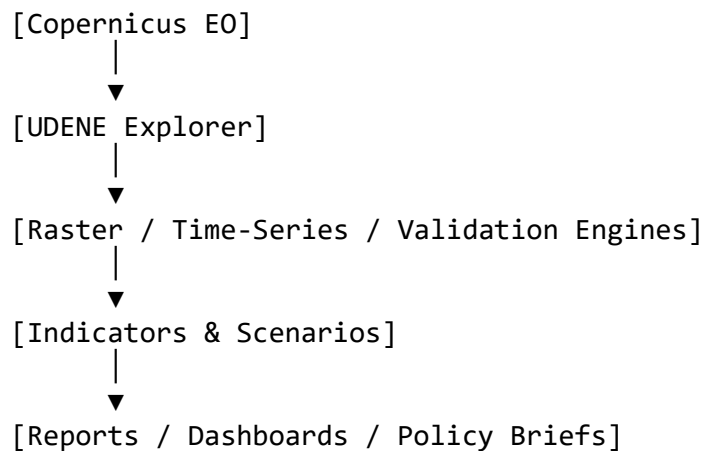 [Copernicus EO]
[UDENE Explorer]
[Raster / Time-Series / Validation Engines]
[Indicators & Scenarios]
[Reports / Dashboards / Policy Briefs]